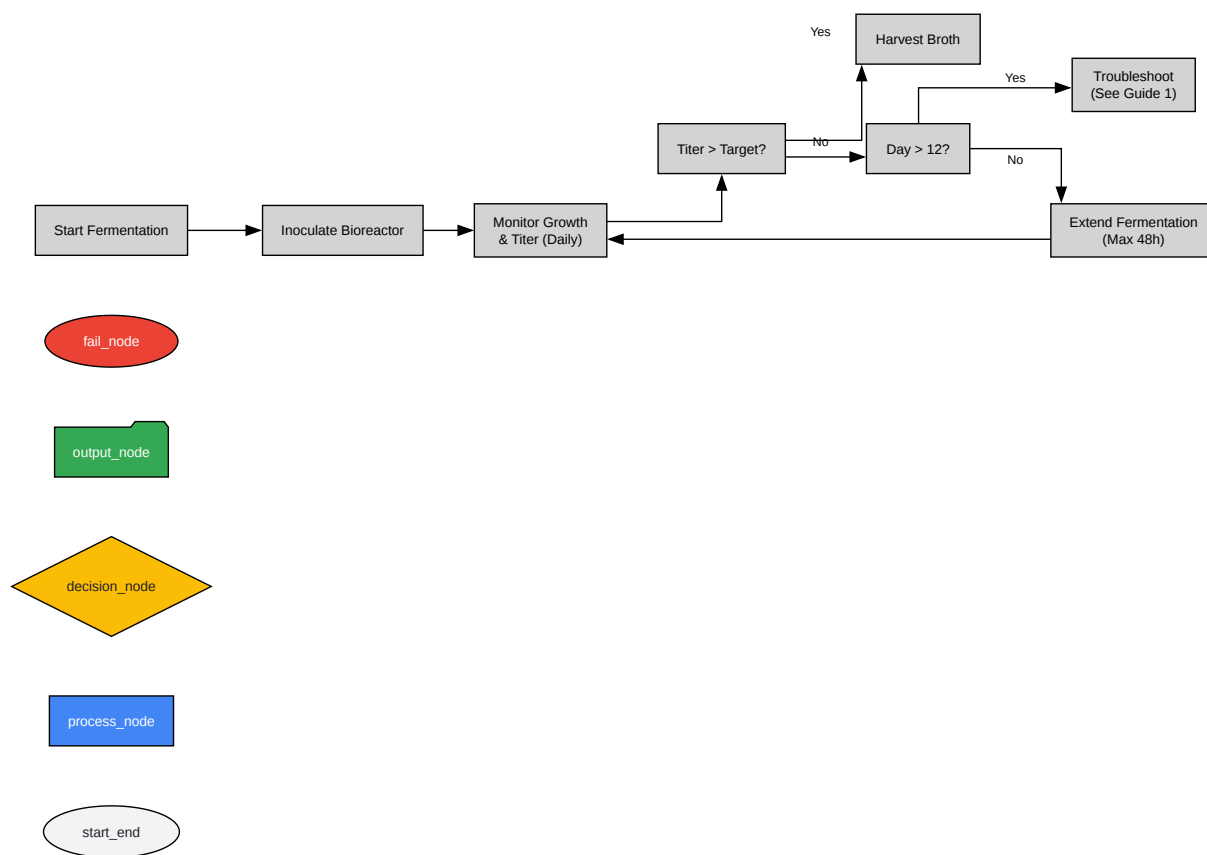 Start Fermentation
Inoculate Bioreactor
Monitor Growth
& Titer (Daily)
Titer > Target?
Yes
Harvest Broth
No
Day > 12?
Yes
Troubleshoot
(See Guide 1)
No
Extend Fermentation
(Max 48h)
fail_node
output_node
decision_node
process_node
start_end